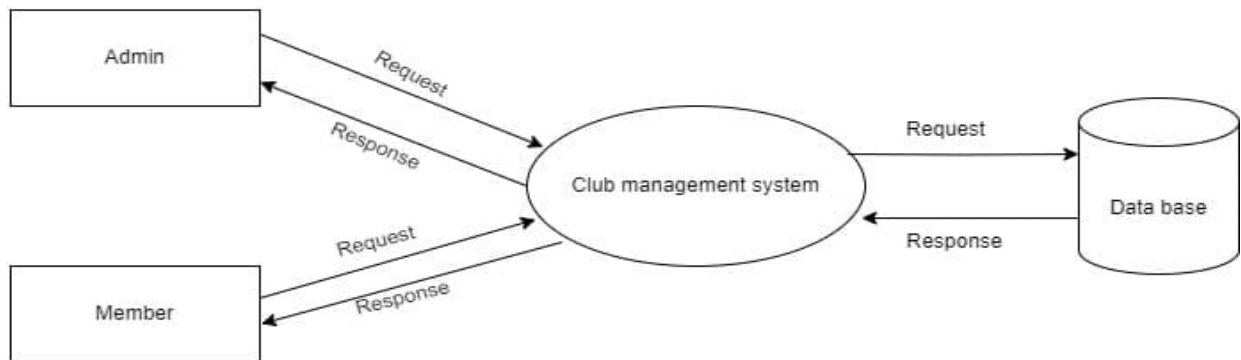 Admin
Request
Response
Club management system
Request
Data base
Response
Request
Response
Member